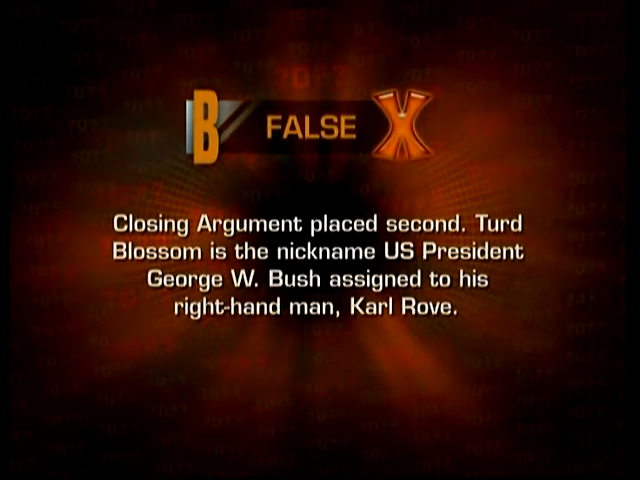 B FALSE X
Closing Argument placed second. Turd
Blossom is the nickname US President
George W. Bush assigned to his
right-hand man, Karl Rove.